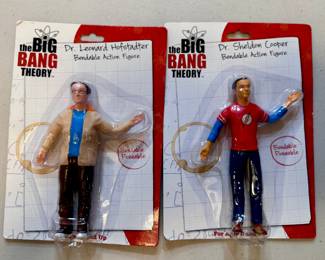 the BIG
BANG
THEORY.
Dr. Leonard Hofstadter
Bendable Action Figure
the BIG
BANG
THEORY.
Dr. Sheldon Cooper
Bendable Action Figure
Bendable
Poseable